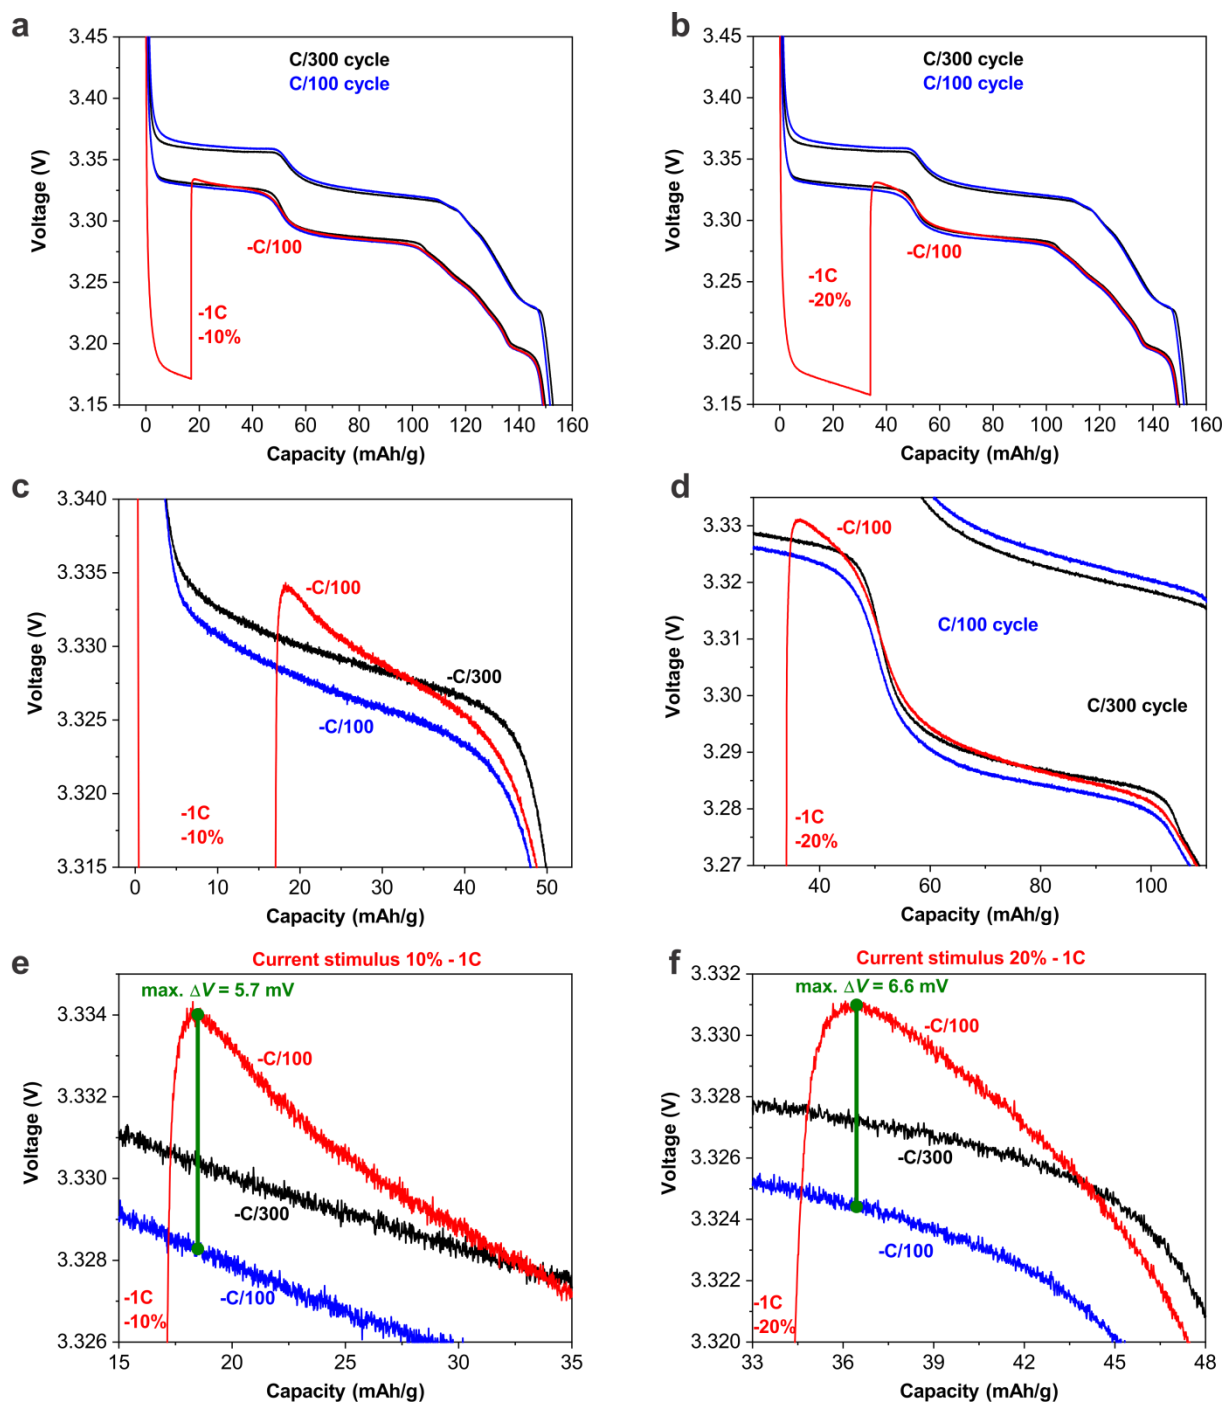 a
3.45
3.40
3.35
3.30
3.25
3.20
3.15
Voltage (V)
C/300 cycle
C/100 cycle
-C/100
-1C
-10%
0 20 40 60 80 100 120 140 160
Capacity (mAh/g)
b
3.45
3.40
3.35
3.30
3.25
3.20
3.15
Voltage (V)
C/300 cycle
C/100 cycle
-C/100
-1C
-20%
0 20 40 60 80 100 120 140 160
Capacity (mAh/g)
c
3.340
3.335
3.330
3.325
3.320
3.315
Voltage (V)
-C/100
-C/300
-C/100
-1C
-10%
0 10 20 30 40 50
Capacity (mAh/g)
d
3.33
3.32
3.31
3.30
3.29
3.28
3.27
Voltage (V)
-C/100
C/100 cycle
C/300 cycle
-1C
-20%
40 60 80 100
Capacity (mAh/g)
e
Current stimulus 10% - 1C
max. ΔV = 5.7 mV
3.334
3.332
3.330
3.328
3.326
Voltage (V)
-C/100
-C/300
-C/100
-1C
-10%
15 20 25 30 35
Capacity (mAh/g)
f
Current stimulus 20% - 1C
max. ΔV = 6.6 mV
3.332
3.330
3.328
3.326
3.324
3.322
3.320
Voltage (V)
-C/100
-C/300
-C/100
-1C
-20%
33 36 39 42 45 48
Capacity (mAh/g)